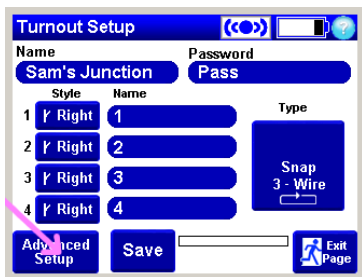 Turnout Setup
Name Password
Sam's Junction Pass
Style Name Type
1 Right 1
2 Right 2
3 Right 3
4 Right 4
Snap
3 - Wire
Advanced
Setup
Save
Exit
Page
?